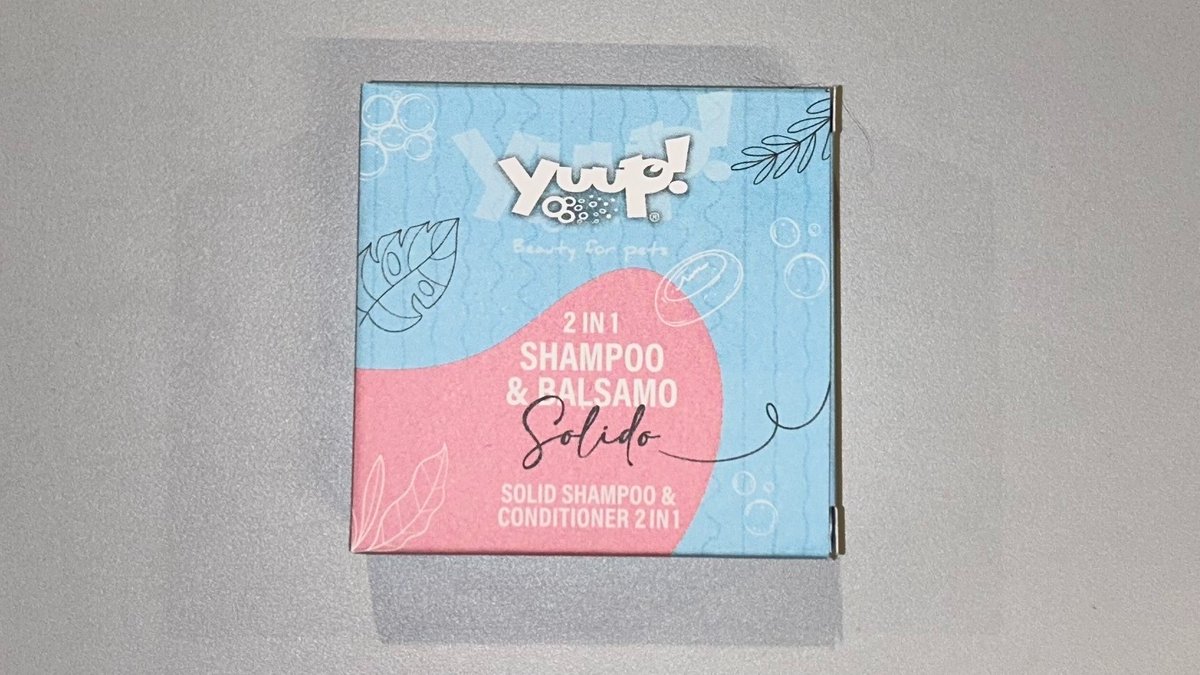 Yuup!
Beauty for pets
2 IN 1
SHAMPOO
& BALSAMO
Solido
SOLID SHAMPOO &
CONDITIONER 2 IN 1